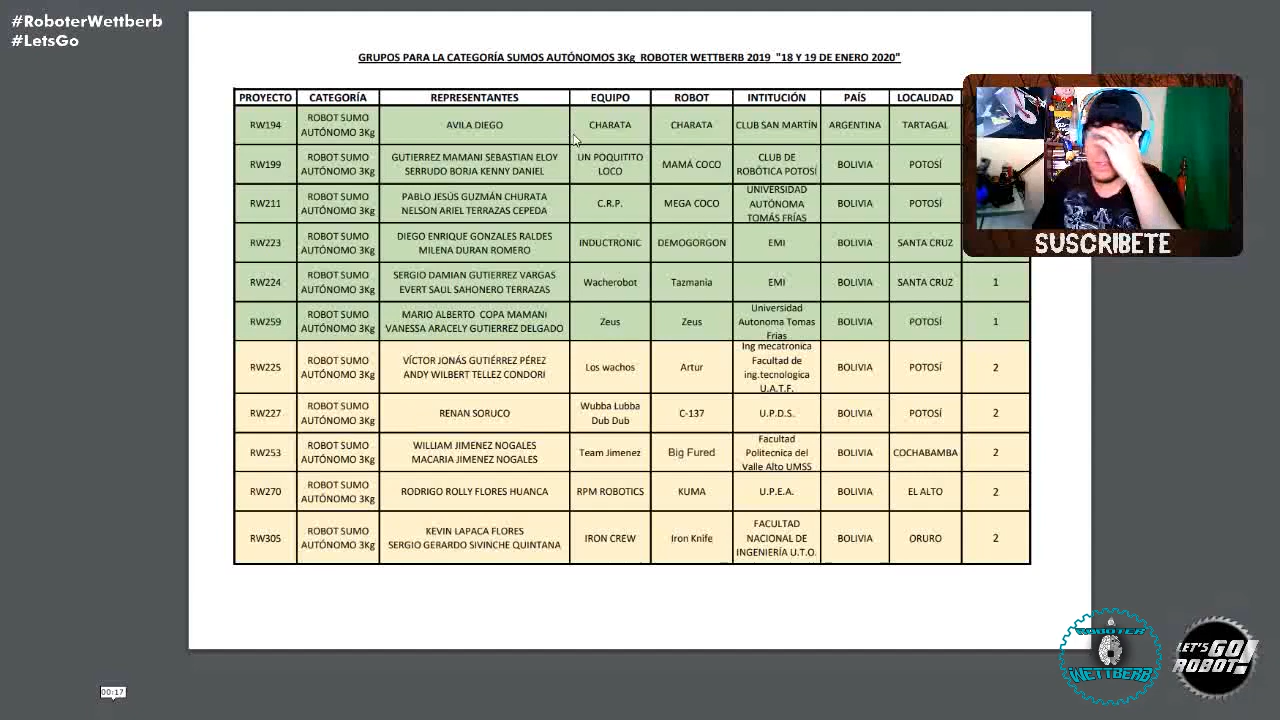 #RoboterWettberb
#LetsGo
GRUPOS PARA LA CATEGORÍA SUMOS AUTÓNOMOS 3Kg ROBOTER WETTBERB 2019 "18 Y 19 DE ENERO 2020"
PROYECTO CATEGORÍA REPRESENTANTES EQUIPO ROBOT INTITUCIÓN PAÍS LOCALIDAD
RW194 ROBOT SUMO AUTÓNOMO 3Kg AVILA DIEGO CHARATA CHARATA CLUB SAN MARTÍN ARGENTINA TARTAGAL
RW199 ROBOT SUMO AUTÓNOMO 3Kg GUTIERREZ MAMANI SEBASTIAN ELOY SERRUDO BORJA KENNY DANIEL UN POQUITITO LOCO MAMÁ COCO CLUB DE ROBÓTICA POTOSÍ BOLIVIA POTOSÍ
RW211 ROBOT SUMO AUTÓNOMO 3Kg PABLO JESÚS GUZMÁN CHURATA NELSON ARIEL TERRAZAS CEPEDA C.R.P. MEGA COCO UNIVERSIDAD AUTÓNOMA TOMÁS FRÍAS BOLIVIA POTOSÍ
RW223 ROBOT SUMO AUTÓNOMO 3Kg DIEGO ENRIQUE GONZALES RALDES MILENA DURAN ROMERO INDUCTRONIC DEMOGORGON EMI BOLIVIA SANTA CRUZ
RW224 ROBOT SUMO AUTÓNOMO 3Kg SERGIO DAMIAN GUTIERREZ VARGAS EVERT SAUL SAHONERO TERRAZAS Wacherobot Tazmania EMI BOLIVIA SANTA CRUZ 1
RW259 ROBOT SUMO AUTÓNOMO 3Kg MARIO ALBERTO COPA MAMANI VANESSA ARACELY GUTIERREZ DELGADO Zeus Zeus Universidad Autonoma Tomas Frias BOLIVIA POTOSÍ 1
RW225 ROBOT SUMO AUTÓNOMO 3Kg VÍCTOR JONÁS GUTIÉRREZ PÉREZ ANDY WILBERT TELLEZ CONDORI Los wachos Artur Ing mecatronica Facultad de ing.tecnologica U.A.T.F. BOLIVIA POTOSÍ 2
RW227 ROBOT SUMO AUTÓNOMO 3Kg RENAN SORUCO Wubba Lubba Dub Dub C-137 U.P.D.S. BOLIVIA POTOSÍ 2
RW253 ROBOT SUMO AUTÓNOMO 3Kg WILLIAM JIMENEZ NOGALES MACARIA JIMENEZ NOGALES Team Jimenez Big Fured Facultad Politecnica del Valle Alto UMSS BOLIVIA COCHABAMBA 2
RW270 ROBOT SUMO AUTÓNOMO 3Kg RODRIGO ROLLY FLORES HUANCA RPM ROBOTICS KUMA U.P.E.A. BOLIVIA EL ALTO 2
RW305 ROBOT SUMO AUTÓNOMO 3Kg KEVIN LAPACA FLORES SERGIO GERARDO SIVINCHE QUINTANA IRON CREW Iron Knife FACULTAD NACIONAL DE INGENIERÍA U.T.O. BOLIVIA ORURO 2
SUSCRIBETE
ROBOTER
WETTBERB
LET'S GO
ROBOT!
00:17